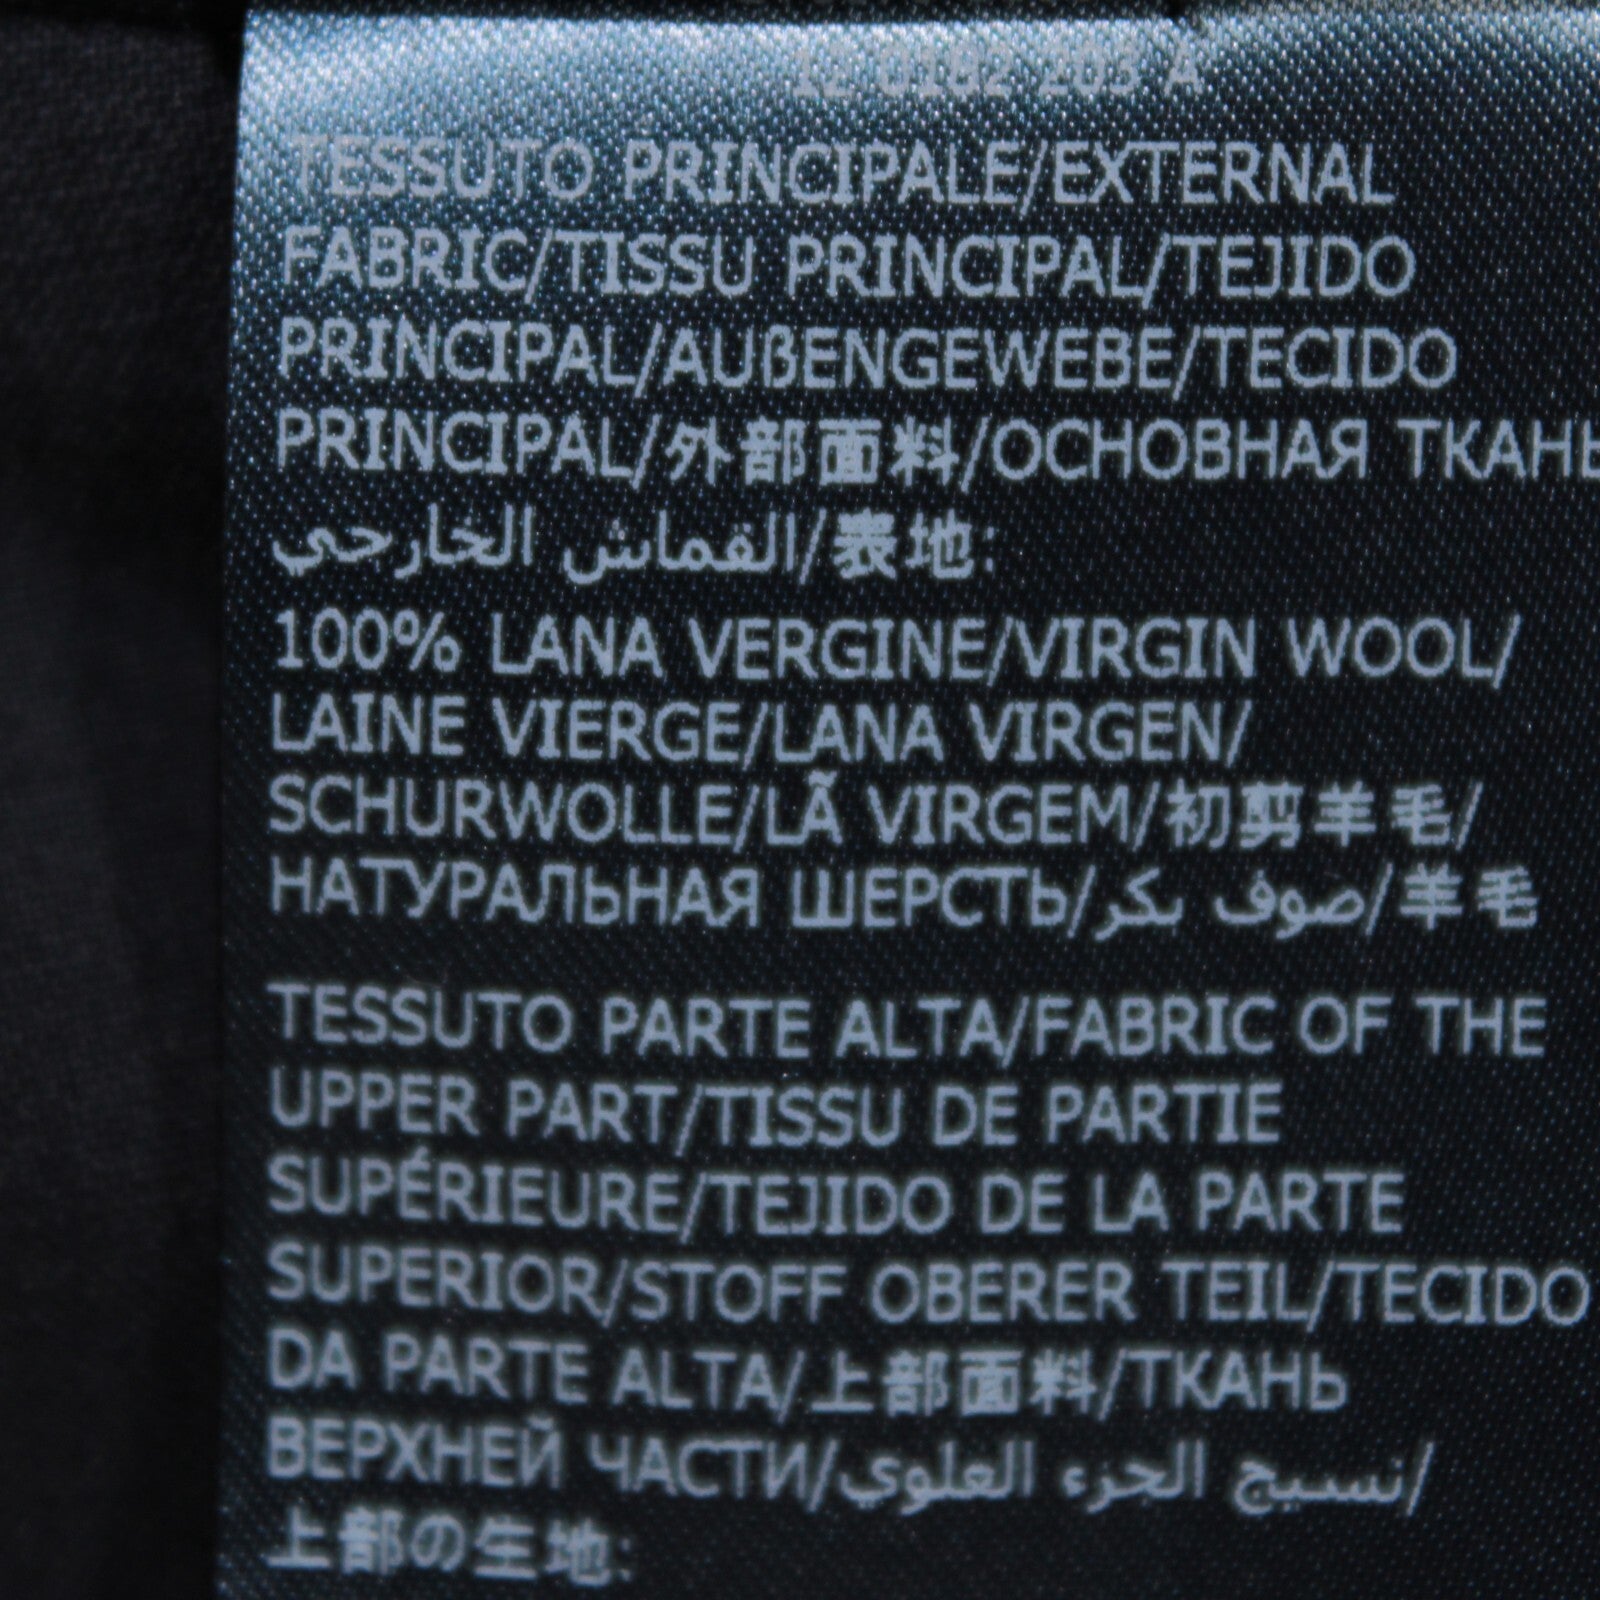 12 0182 203 A
TESSUTO PRINCIPALE/EXTERNAL
FABRIC/TISSU PRINCIPAL/TEJIDO
PRINCIPAL/AUßENGEWEBE/TECIDO
PRINCIPAL/外部面料/ОСНОВНАЯ ТКАНЬ
القماش الخارجي/表地:
100% LANA VERGINE/VIRGIN WOOL/
LAINE VIERGE/LANA VIRGEN/
SCHURWOLLE/LÃ VIRGEM/初剪羊毛/
НАТУРАЛЬНАЯ ШЕРСТЬ/صوف بكر/羊毛
TESSUTO PARTE ALTA/FABRIC OF THE
UPPER PART/TISSU DE PARTIE
SUPÉRIEURE/TEJIDO DE LA PARTE
SUPERIOR/STOFF OBERER TEIL/TECIDO
DA PARTE ALTA/上部面料/ТКАНЬ
ВЕРХНЕЙ ЧАСТИ/نسيج الجزء العلوي/
上部の生地: